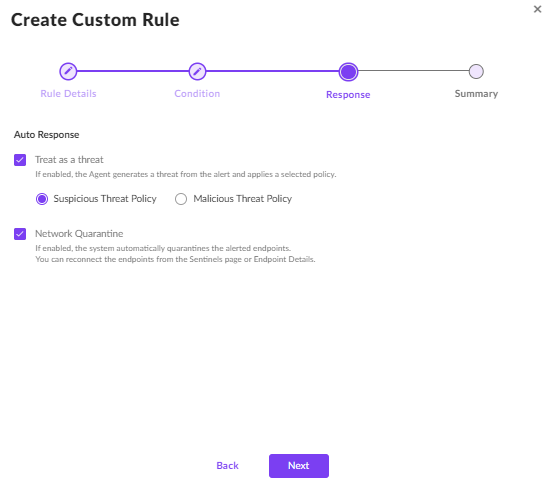 Create Custom Rule
Rule Details
Condition
Response
Summary
Auto Response
Treat as a threat
If enabled, the Agent generates a threat from the alert and applies a selected policy.
Suspicious Threat Policy
Malicious Threat Policy
Network Quarantine
If enabled, the system automatically quarantines the alerted endpoints.
You can reconnect the endpoints from the Sentinels page or Endpoint Details.
Back
Next